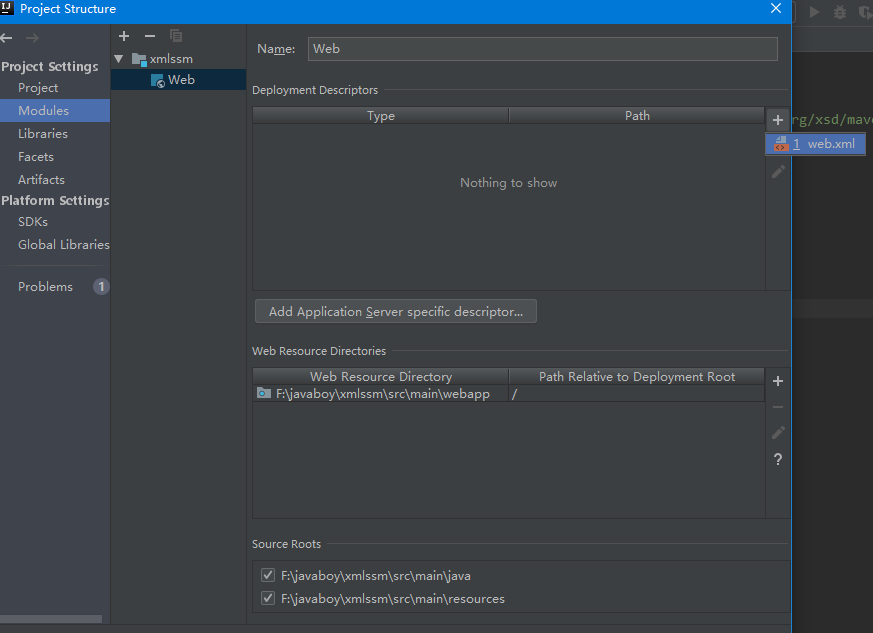 Project Structure
Project Settings
Project
Modules
Libraries
Facets
Artifacts
Platform Settings
SDKs
Global Libraries
Problems 1
xmlssm
Web
Name: Web
Deployment Descriptors
Type Path
Nothing to show
rg/xsd/mave
1 web.xml
Add Application Server specific descriptor...
Web Resource Directories
Web Resource Directory Path Relative to Deployment Root
F:\javaboy\xmlssm\src\main\webapp /
?
Source Roots
F:\javaboy\xmlssm\src\main\java
F:\javaboy\xmlssm\src\main\resources